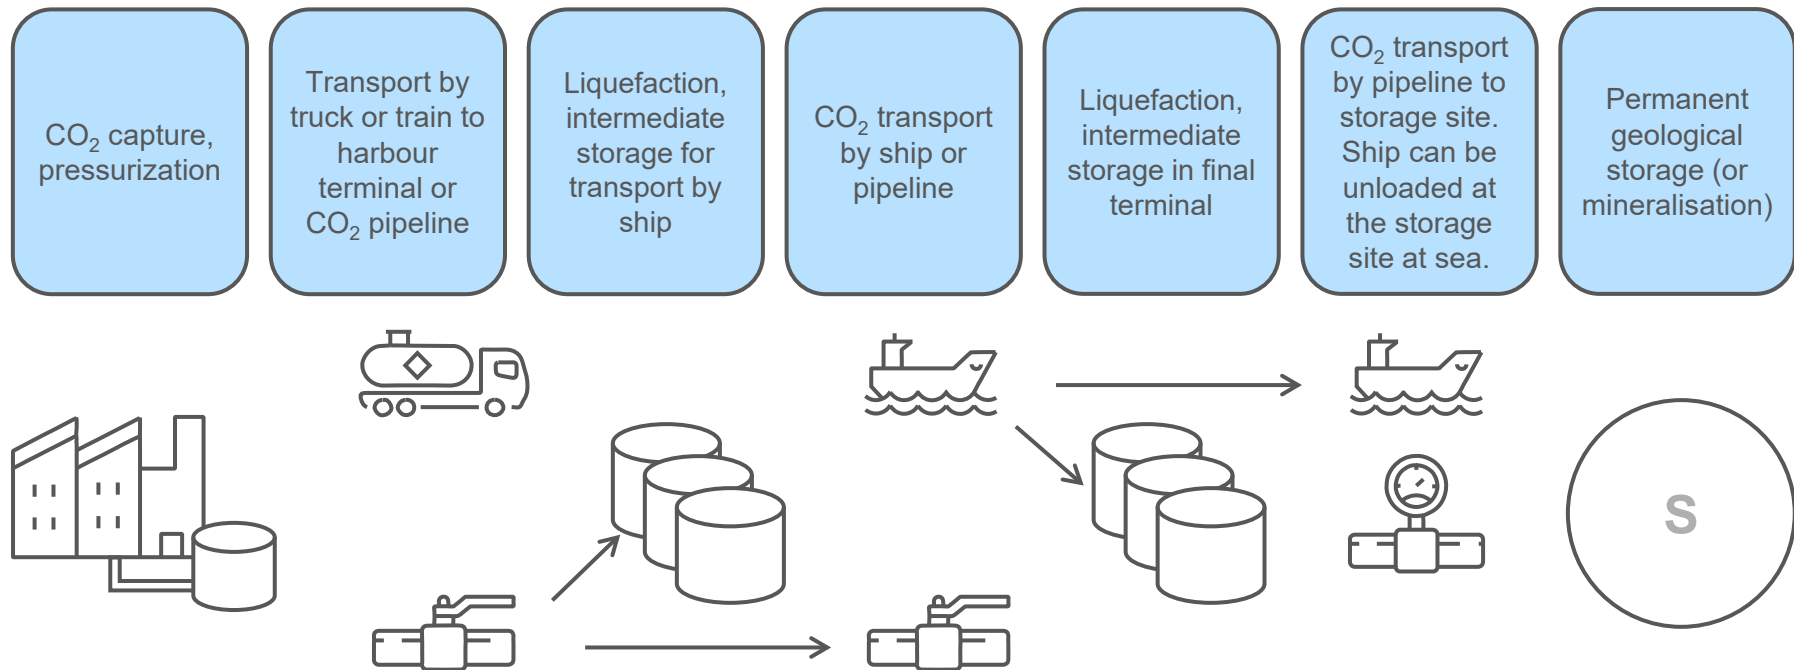 CO₂ capture,
pressurization
Transport by
truck or train to
harbour
terminal or
CO₂ pipeline
Liquefaction,
intermediate
storage for
transport by
ship
CO₂ transport
by ship or
pipeline
Liquefaction,
intermediate
storage in final
terminal
CO₂ transport
by pipeline to
storage site.
Ship can be
unloaded at
the storage
site at sea.
Permanent
geological
storage (or
mineralisation)
S